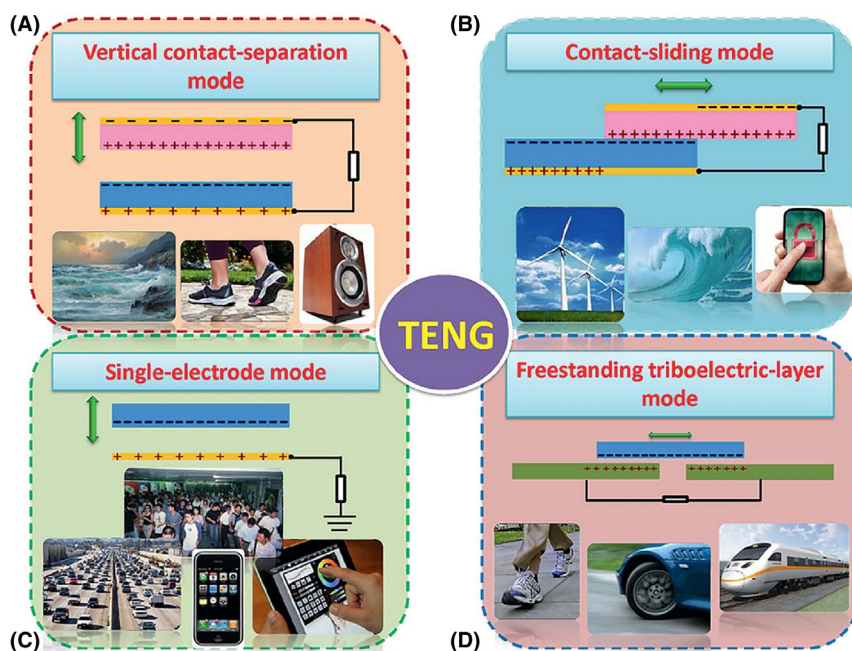 (A)
Vertical contact-separation
mode
(B)
Contact-sliding mode
TENG
Single-electrode mode
(C)
Freestanding triboelectric-layer
mode
(D)